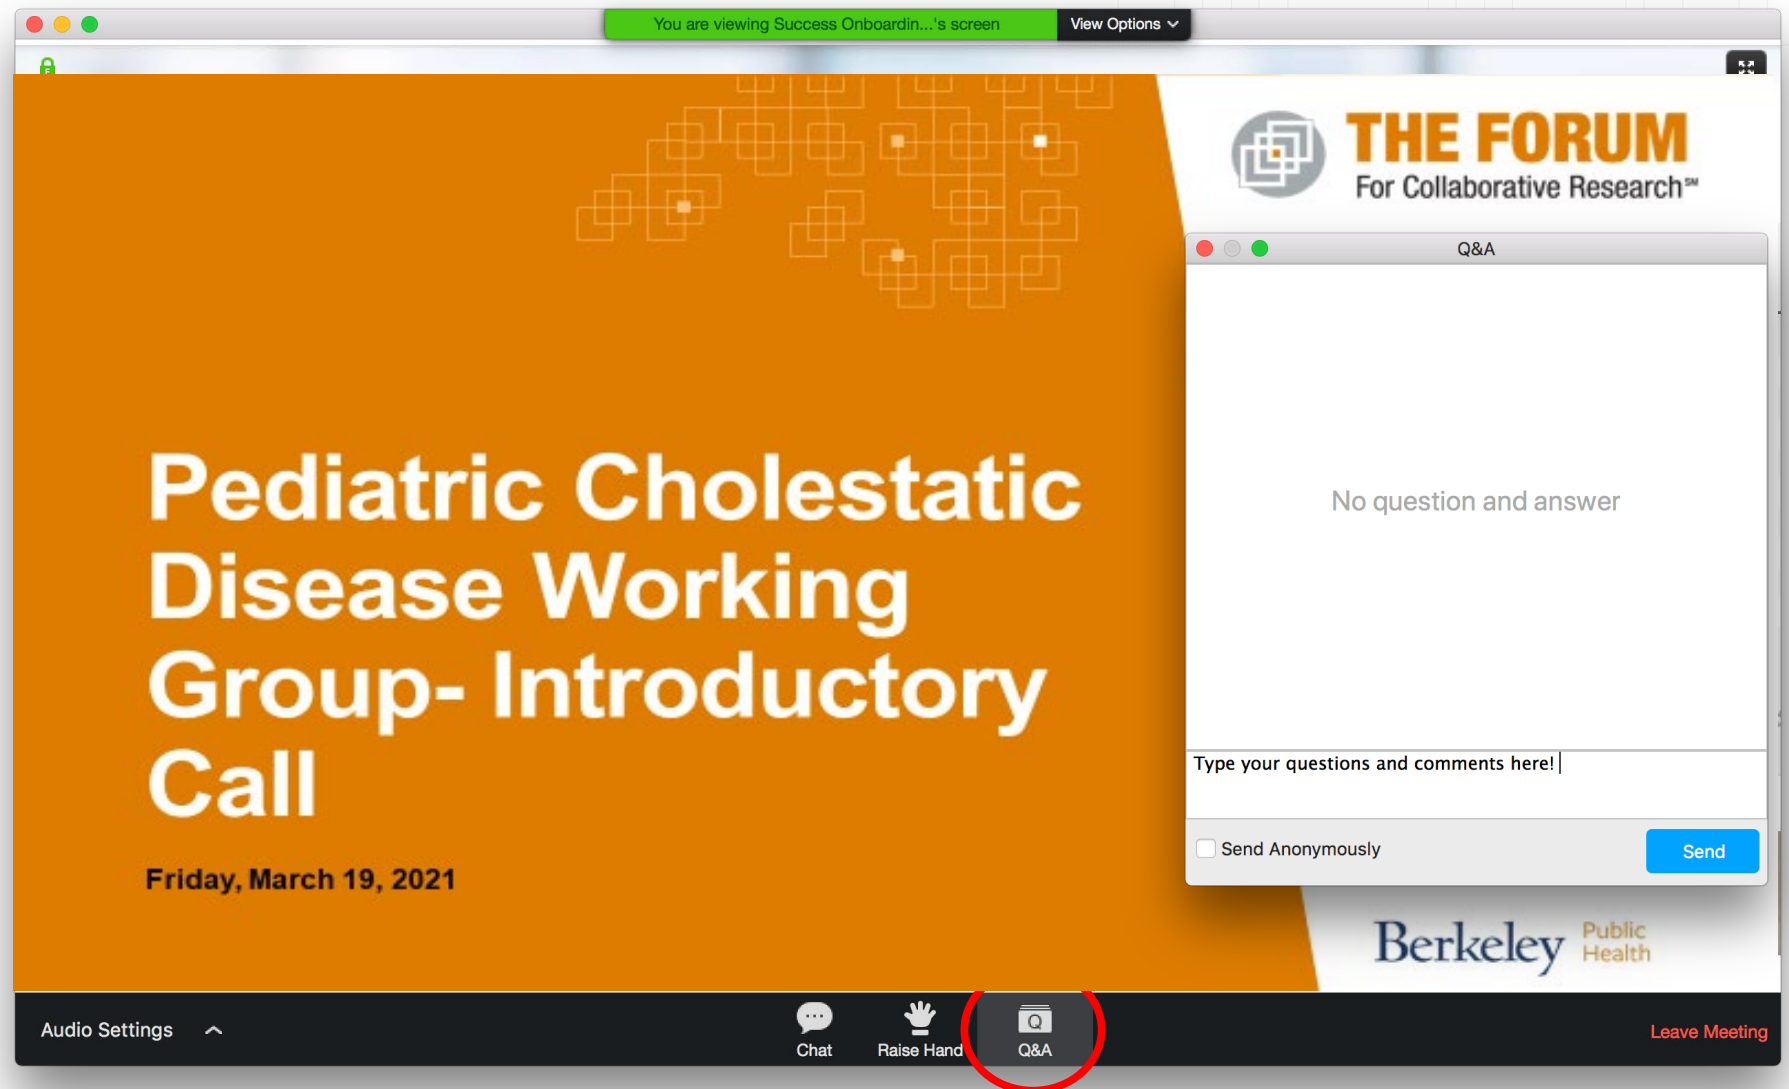 You are viewing Success Onboardin...'s screen
View Options
THE FORUM
For Collaborative Research℠
Q&A
No question and answer
Type your questions and comments here!
Send Anonymously
Send
Pediatric Cholestatic
Disease Working
Group- Introductory
Call
Friday, March 19, 2021
Berkeley
Public
Health
Audio Settings
Chat
Raise Hand
Q
Q&A
Leave Meeting